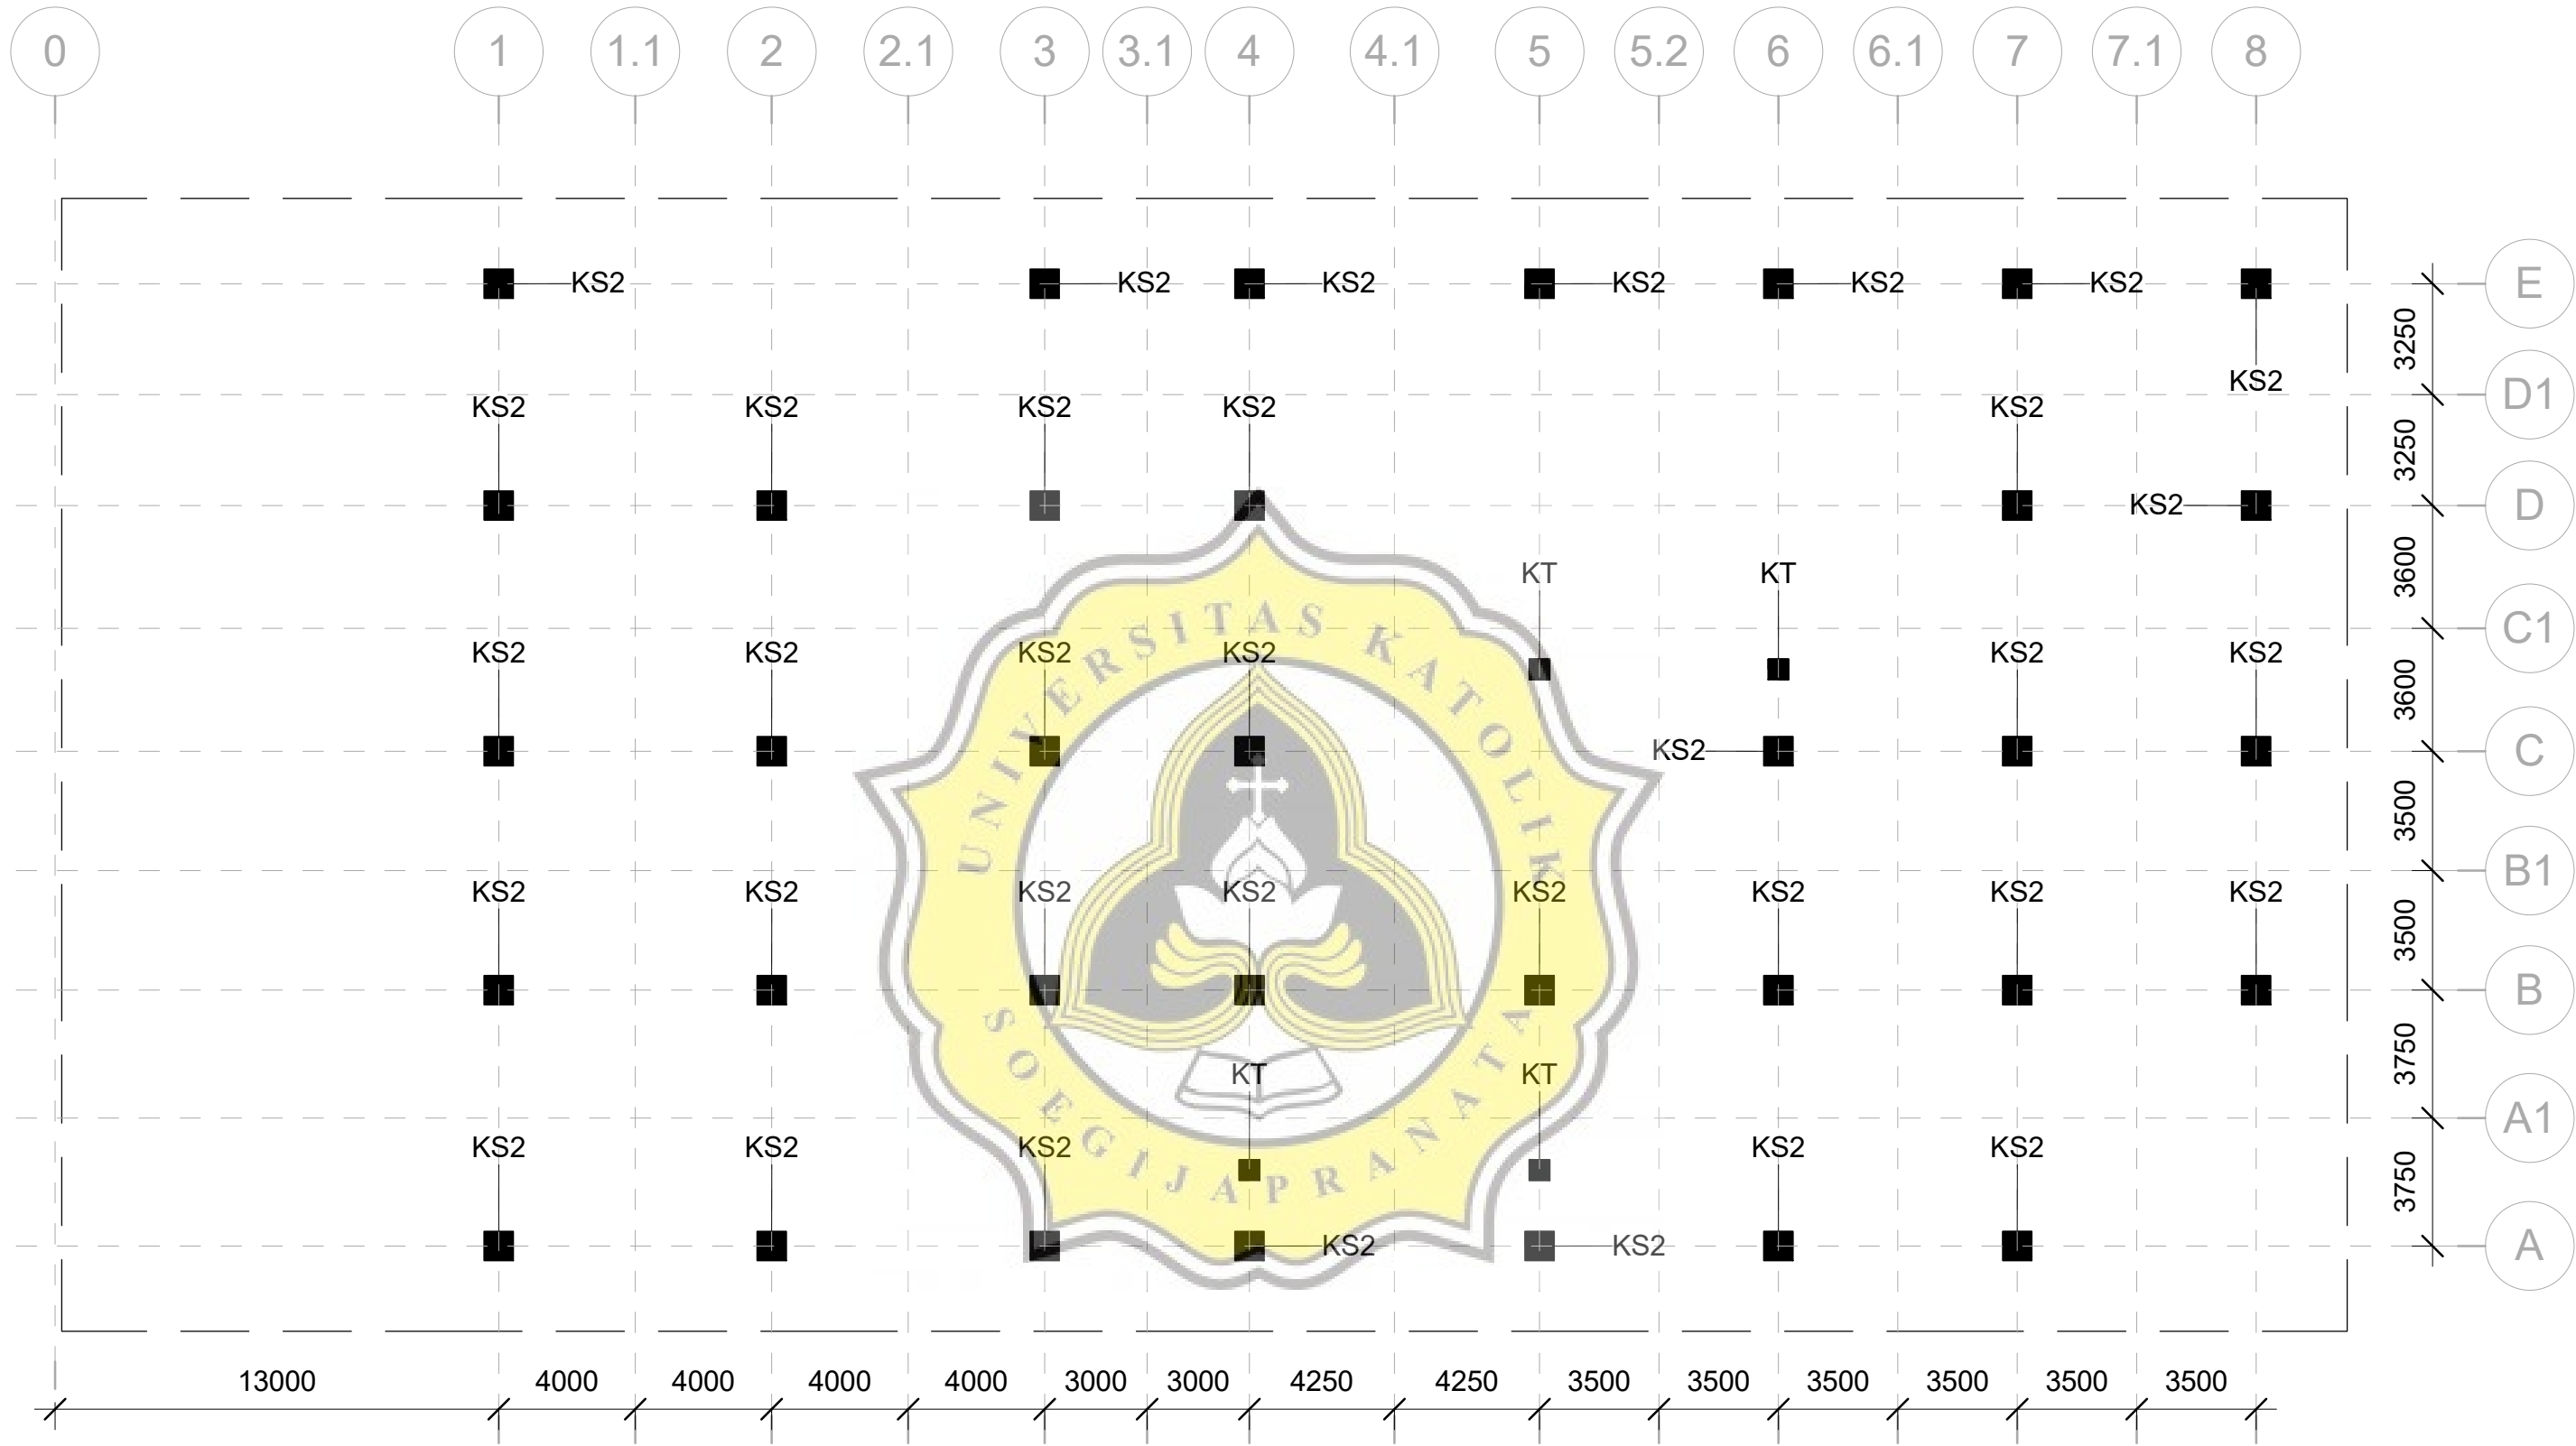 0 1 1.1 2 2.1 3 3.1 4 4.1 5 5.2 6 6.1 7 7.1 8
KS2 KS2 KS2 KS2 KS2 KS2 E
3250
KS2
KS2 KS2 KS2 KS2 KS2 D1
3250
KS2 D
3600
KT KT
UNIVERSITAS KATOLIK
C1
KS2 KS2 KS2 KS2 KS2 KS2
3600
KS2 C
3500
B1
KS2 KS2 KS2 KS2 KS2 KS2 KS2 KS2
3500
B
3750
SOEGIJAPRANATA
KT KT
A1
KS2 KS2 KS2 KS2 KS2
3750
KS2 KS2 A
13000 4000 4000 4000 4000 3000 3000 4250 4250 3500 3500 3500 3500 3500 3500